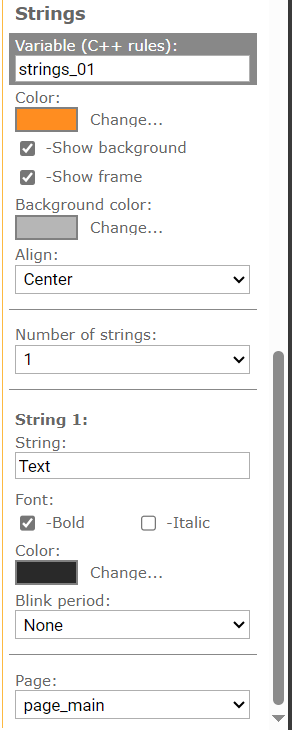 Strings
Variable (C++ rules):
strings_01
Color:
Change...
-Show background
-Show frame
Background color:
Change...
Align:
Center
Number of strings:
1
String 1:
String:
Text
Font:
-Bold -Italic
Color:
Change...
Blink period:
None
Page:
page_main